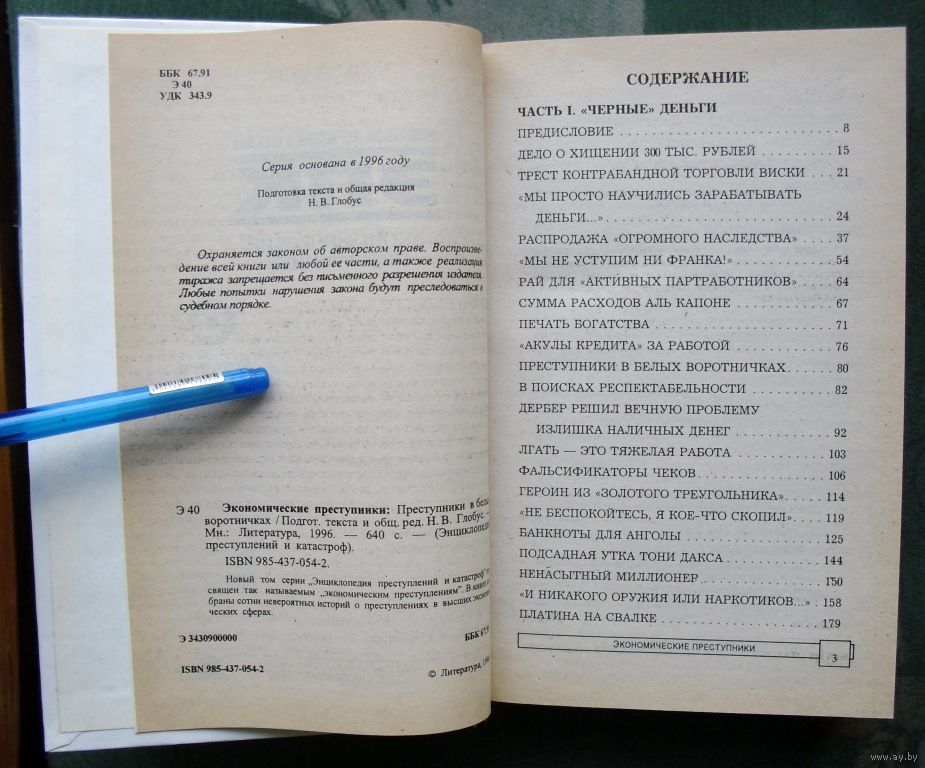 ББК 67.91
Э 40
УДК 343.9
Серия основана в 1996 году
Подготовка текста и общая редакция
Н. В. Глобус
Охраняется законом об авторском праве. Воспроизве-
дение всей книги или любой ее части, а также реализация
тиража запрещается без письменного разрешения издателя.
Любые попытки нарушения закона будут преследоваться в
судебном порядке.
Э 40 Экономические преступники: Преступники в белых
воротничках / Подгот. текста и общ. ред. Н. В. Глобус. —
Мн.: Литература, 1996. — 640 с. — (Энциклопедия
преступлений и катастроф).
ISBN 985-437-054-2.
Новый том серии „Энциклопедия преступлений и катастроф"
священ так называемым „экономическим преступлениям". В книге
браны сотни невероятных историй о преступлениях в высших эконом
ческих сферах.
Э 3430900000
ББК 67.91
ISBN 985-437-054-2
© Литература, 1996
СОДЕРЖАНИЕ
ЧАСТЬ I. «ЧЕРНЫЕ» ДЕНЬГИ
ПРЕДИСЛОВИЕ . . . . . . . . . . 8
ДЕЛО О ХИЩЕНИИ 300 ТЫС. РУБЛЕЙ . . . . . . . . . 15
ТРЕСТ КОНТРАБАНДНОЙ ТОРГОВЛИ ВИСКИ . . . 21
«МЫ ПРОСТО НАУЧИЛИСЬ ЗАРАБАТЫВАТЬ
ДЕНЬГИ...» . . . . . . . . . . 24
РАСПРОДАЖА «ОГРОМНОГО НАСЛЕДСТВА» . . . . 37
«МЫ НЕ УСТУПИМ НИ ФРАНКА!» . . . . . . . . . . 54
РАЙ ДЛЯ «АКТИВНЫХ ПАРТРАБОТНИКОВ» . . . . 64
СУММА РАСХОДОВ АЛЬ КАПОНЕ . . . . . . . . . . 67
ПЕЧАТЬ БОГАТСТВА . . . . . . . . . . 71
«АКУЛЫ КРЕДИТА» ЗА РАБОТОЙ . . . . . . . . . . 76
ПРЕСТУПНИКИ В БЕЛЫХ ВОРОТНИЧКАХ . . . . . 80
В ПОИСКАХ РЕСПЕКТАБЕЛЬНОСТИ . . . . . . . . . 82
ДЕРБЕР РЕШИЛ ВЕЧНУЮ ПРОБЛЕМУ
ИЗЛИШКА НАЛИЧНЫХ ДЕНЕГ . . . . . . . . . . 92
ЛГАТЬ — ЭТО ТЯЖЕЛАЯ РАБОТА . . . . . . . . . . 103
ФАЛЬСИФИКАТОРЫ ЧЕКОВ . . . . . . . . . . 106
ГЕРОИН ИЗ «ЗОЛОТОГО ТРЕУГОЛЬНИКА» . . . . 114
«НЕ БЕСПОКОЙТЕСЬ, Я КОЕ-ЧТО СКОПИЛ» . . . . 119
БАНКНОТЫ ДЛЯ АНГОЛЫ . . . . . . . . . . 125
ПОДСАДНАЯ УТКА ТОНИ ДАКСА . . . . . . . . . . 144
НЕНАСЫТНЫЙ МИЛЛИОНЕР . . . . . . . . . . 150
«И НИКАКОГО ОРУЖИЯ ИЛИ НАРКОТИКОВ...» . 158
ПЛАТИНА НА СВАЛКЕ . . . . . . . . . . 179
ЭКОНОМИЧЕСКИЕ ПРЕСТУПНИКИ
3
www.ay.by